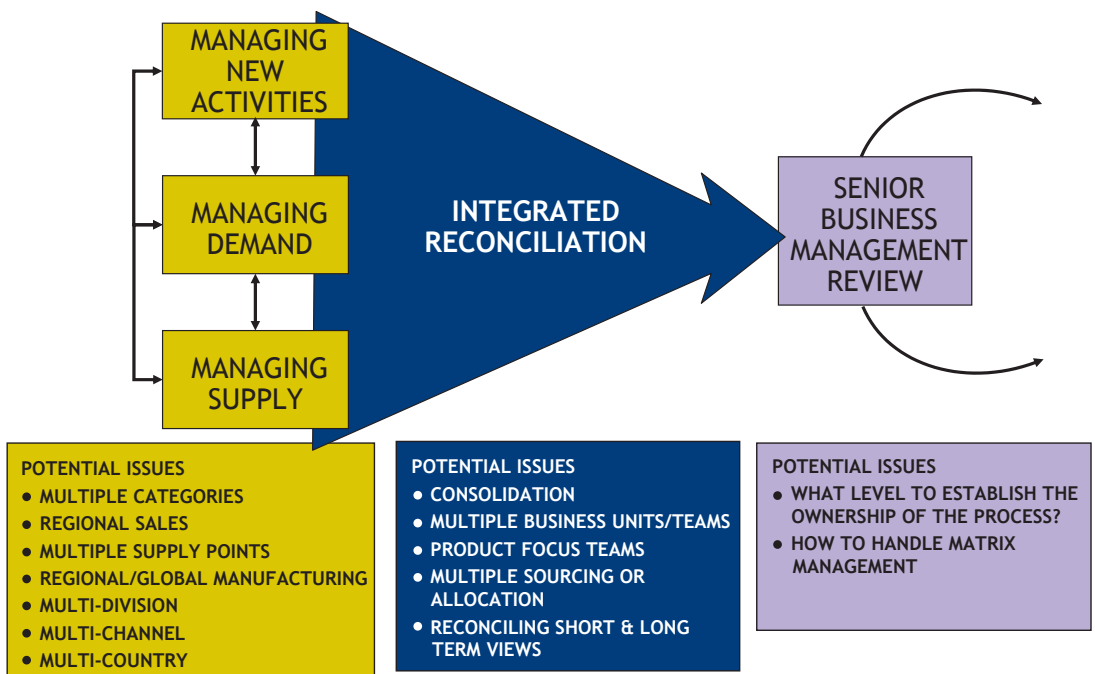 MANAGING
NEW
ACTIVITIES
MANAGING
DEMAND
MANAGING
SUPPLY
INTEGRATED
RECONCILIATION
SENIOR
BUSINESS
MANAGEMENT
REVIEW
POTENTIAL ISSUES
● MULTIPLE CATEGORIES
● REGIONAL SALES
● MULTIPLE SUPPLY POINTS
● REGIONAL/GLOBAL MANUFACTURING
● MULTI-DIVISION
● MULTI-CHANNEL
● MULTI-COUNTRY
POTENTIAL ISSUES
● CONSOLIDATION
● MULTIPLE BUSINESS UNITS/TEAMS
● PRODUCT FOCUS TEAMS
● MULTIPLE SOURCING OR
ALLOCATION
● RECONCILING SHORT & LONG
TERM VIEWS
POTENTIAL ISSUES
● WHAT LEVEL TO ESTABLISH THE
OWNERSHIP OF THE PROCESS?
● HOW TO HANDLE MATRIX
MANAGEMENT